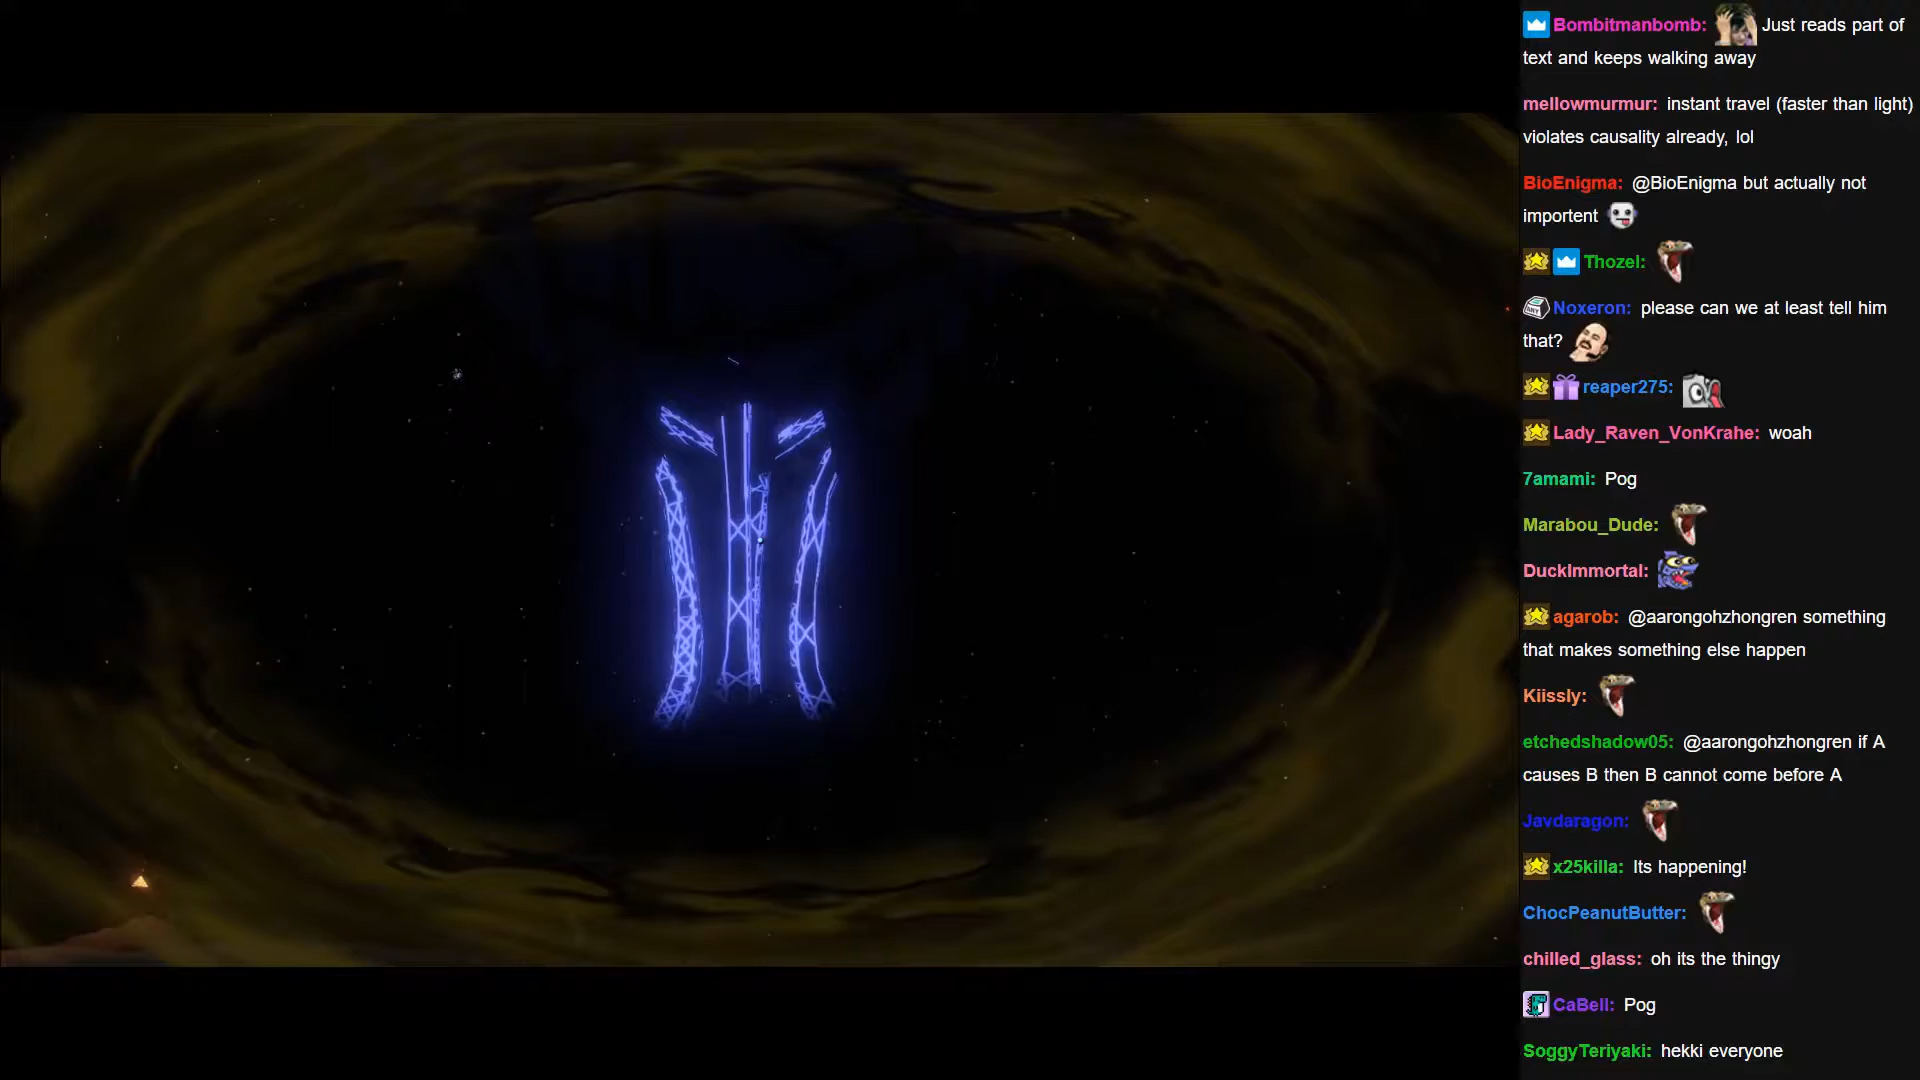 Bombitmanbomb: Just reads part of
text and keeps walking away
mellowmurmur: instant travel (faster than light)
violates causality already, lol
BioEnigma: @BioEnigma but actually not
importent
Thozel:
Noxeron: please can we at least tell him
that?
reaper275:
Lady_Raven_VonKrahe: woah
7amami: Pog
Marabou_Dude:
DuckImmortal:
agarob: @aarongohzhongren something
that makes something else happen
Kiissly:
etchedshadow05: @aarongohzhongren if A
causes B then B cannot come before A
Javdaragon:
x25killa: Its happening!
ChocPeanutButter:
chilled_glass: oh its the thingy
CaBell: Pog
SoggyTeriyaki: hekki everyone